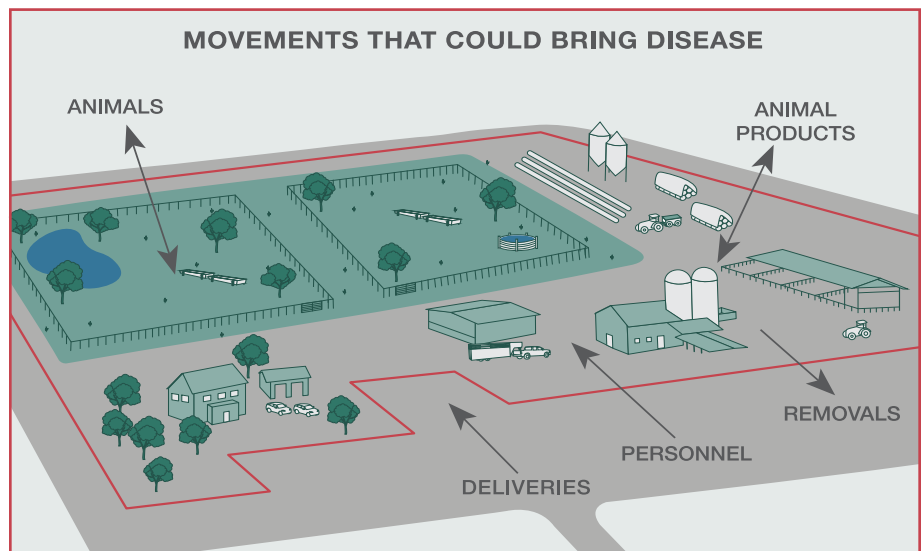 MOVEMENTS THAT COULD BRING DISEASE
ANIMALS
ANIMAL
PRODUCTS
REMOVALS
PERSONNEL
DELIVERIES